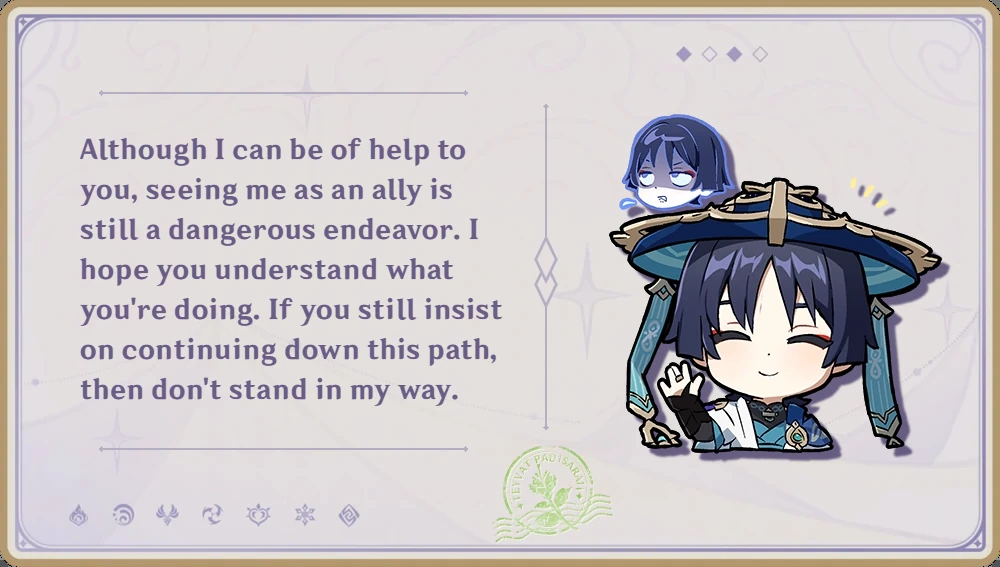 Although I can be of help to
you, seeing me as an ally is
still a dangerous endeavor. I
hope you understand what
you're doing. If you still insist
on continuing down this path,
then don't stand in my way.
TEYVAT PADISARAH